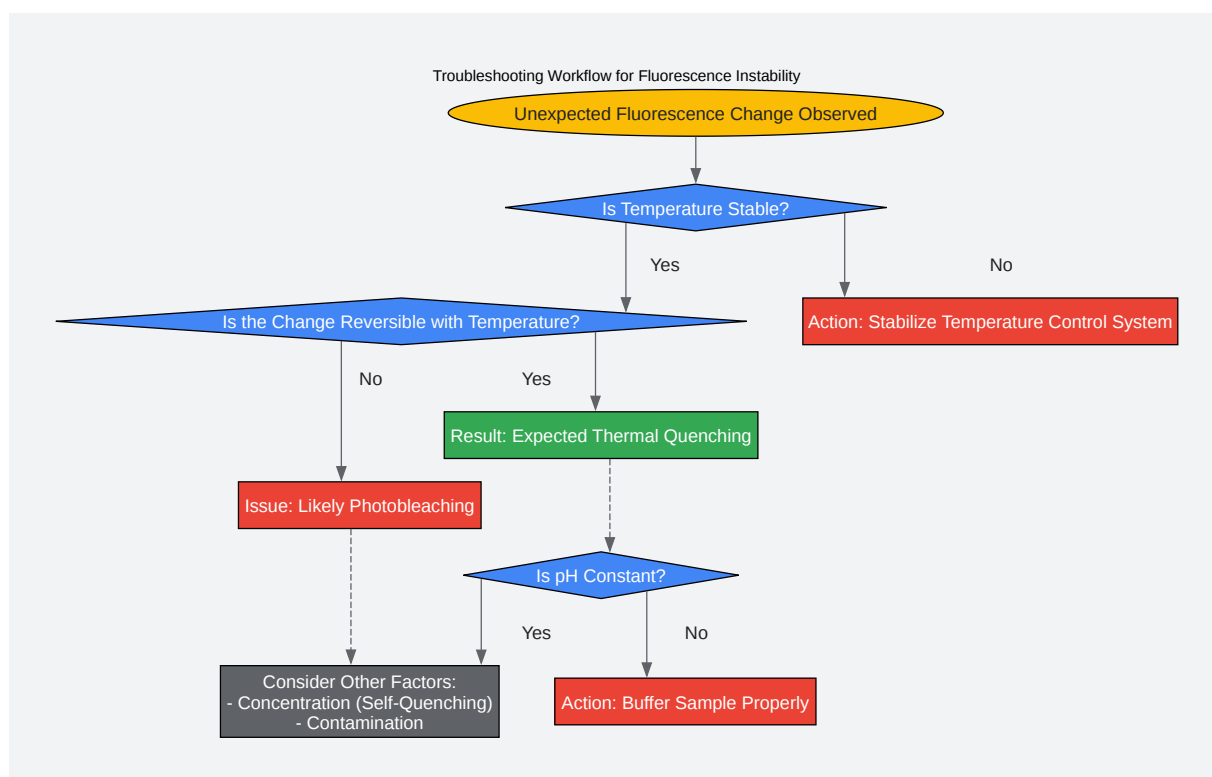 Troubleshooting Workflow for Fluorescence Instability
Unexpected Fluorescence Change Observed
Is Temperature Stable?
Yes
No
Is the Change Reversible with Temperature?
Action: Stabilize Temperature Control System
No
Yes
Result: Expected Thermal Quenching
Issue: Likely Photobleaching
Is pH Constant?
Yes
No
Consider Other Factors:
- Concentration (Self-Quenching)
- Contamination
Action: Buffer Sample Properly